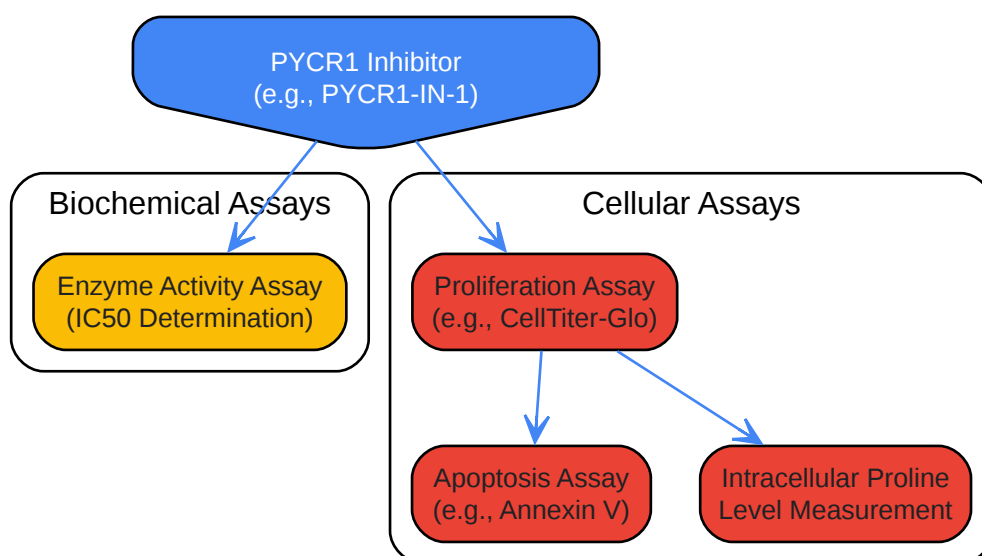 PYCR1 Inhibitor
(e.g., PYCR1-IN-1)
Biochemical Assays
Enzyme Activity Assay
(IC50 Determination)
Cellular Assays
Proliferation Assay
(e.g., CellTiter-Glo)
Apoptosis Assay
(e.g., Annexin V)
Intracellular Proline
Level Measurement